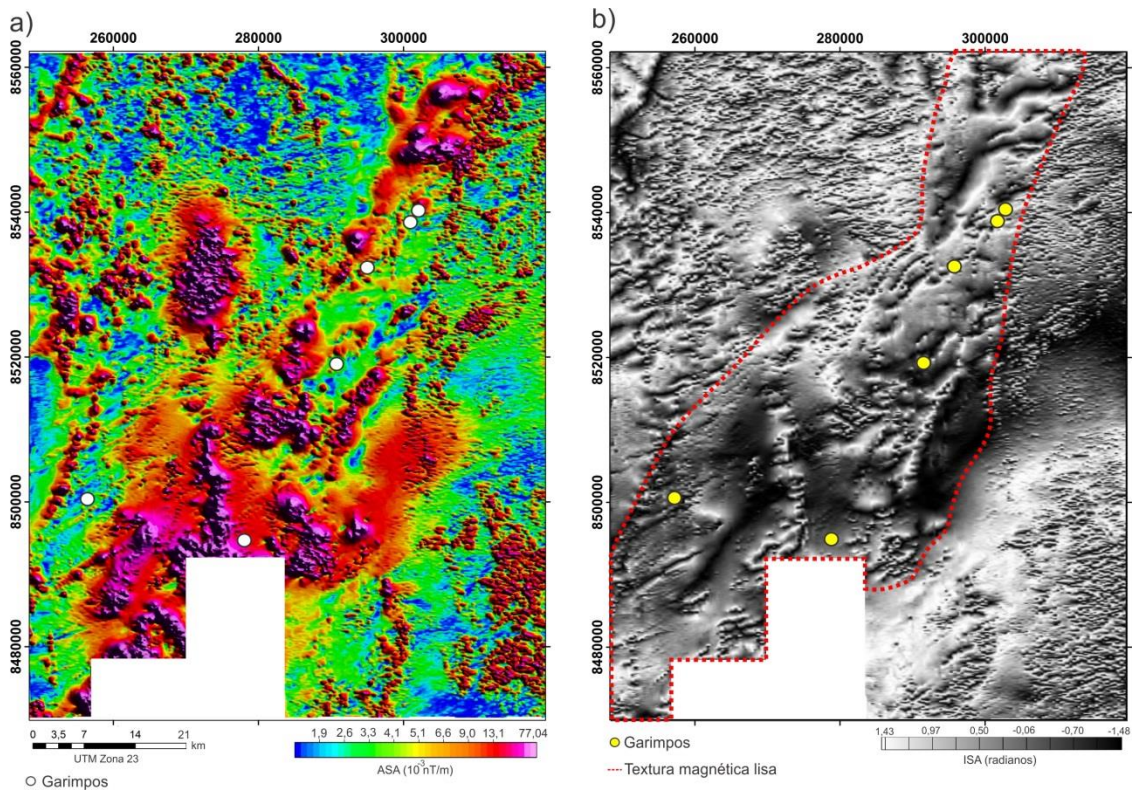 a)
260000 280000 300000
8560000
8540000
8520000
8500000
8480000
0 3,5 7 14 21
km
UTM Zona 23
Garimpos
1,9 2,6 3.3 4,1 5,1 6,6 9,0 13,1 77,04
ASA (10⁻³ nT/m)
b)
260000 280000 300000
8560000
8540000
8520000
8500000
8480000
Garimpos
Textura magnética lisa
1,43 0,97 0,50 -0,06 -0,70 -1,48
ISA (radianos)